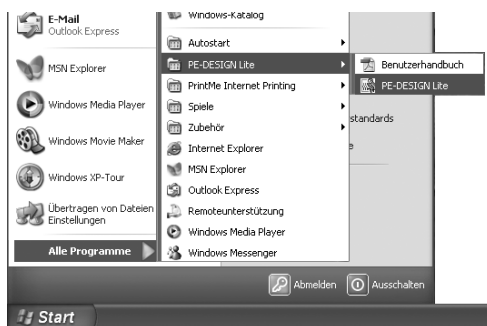 E-Mail
Outlook Express
MSN Explorer
Windows Media Player
Windows Movie Maker
Windows XP-Tour
Übertragen von Dateien
Einstellungen
Alle Programme
Windows-Katalog
Autostart
PE-DESIGN Lite
PrintMe Internet Printing
Spiele
Zubehör
Internet Explorer
MSN Explorer
Outlook Express
Remoteunterstützung
Windows Media Player
Windows Messenger
Benutzerhandbuch
PE-DESIGN Lite
standards
Abmelden
Ausschalten
Start